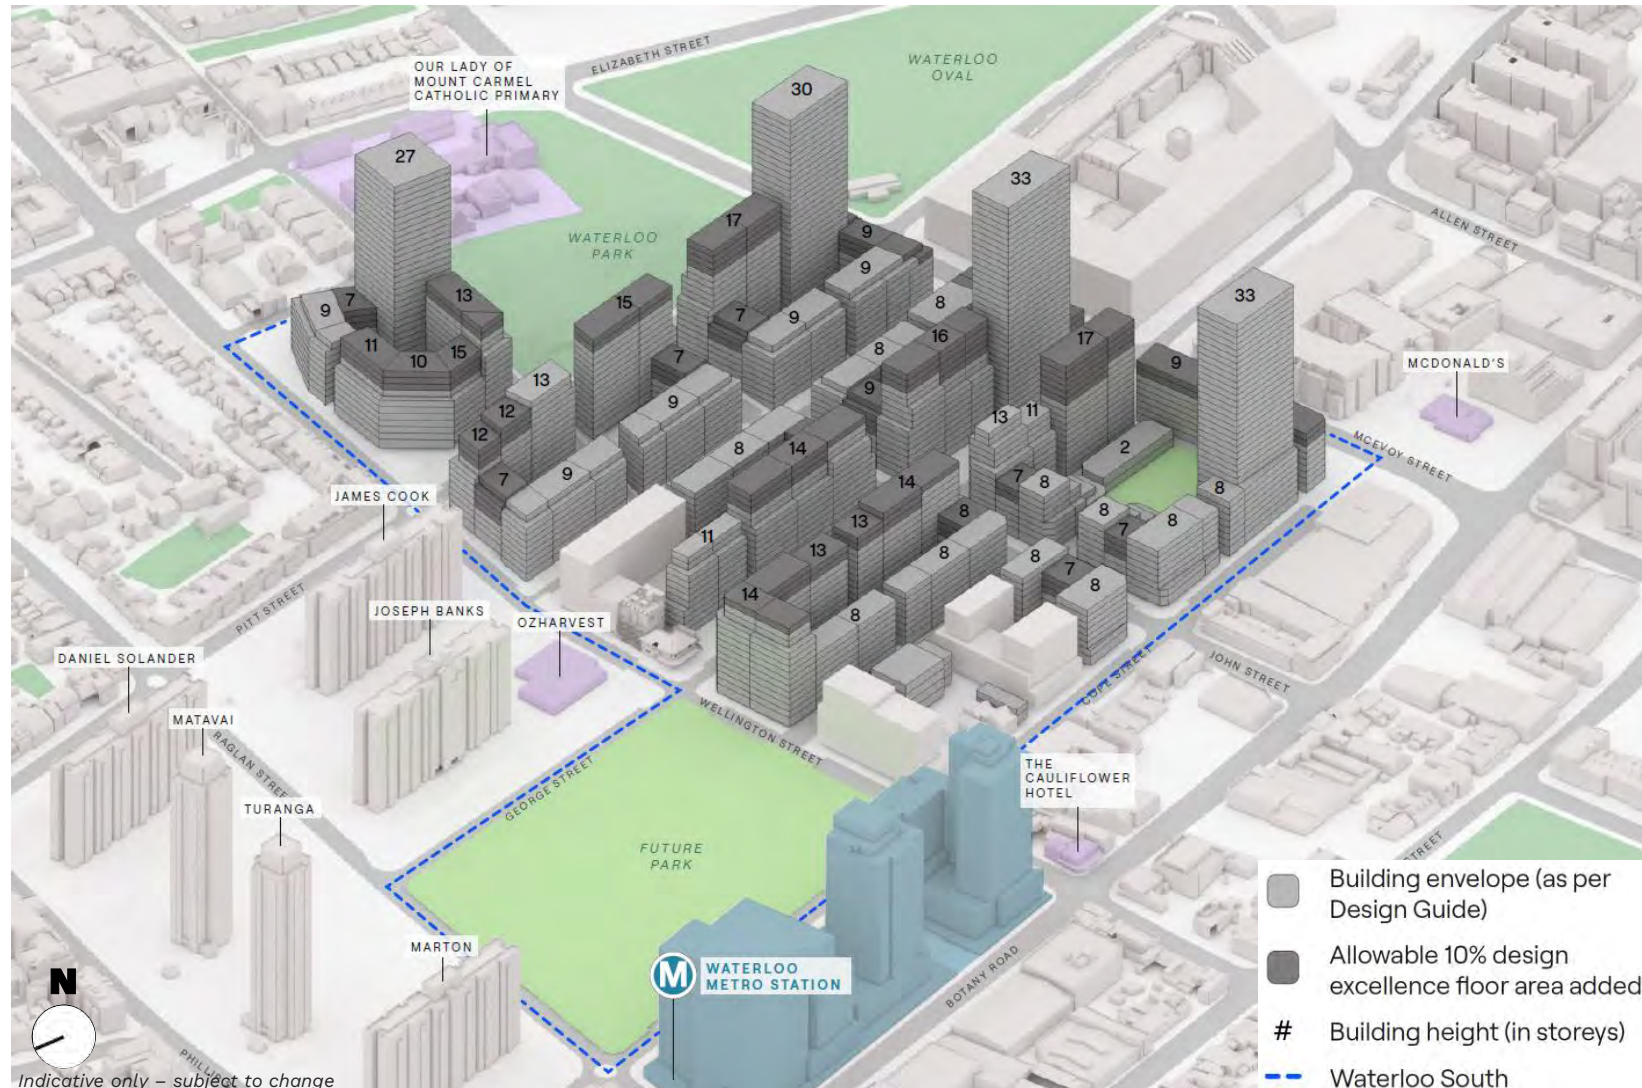 ELIZABETH STREET
WATERLOO
OVAL
OUR LADY OF
MOUNT CARMEL
CATHOLIC PRIMARY
30
27
33
WATERLOO
PARK
17
9
ALLEN STREET
9
13
15
7
9
8
33
9
7
11
10
15
7
9
8
16
17
9
MCDONALD'S
13
12
12
9
9
13
11
2
MCEVOY STREET
7
9
8
14
14
7
8
8
8
7
8
JAMES COOK
11
13
13
8
8
8
7
8
PITT STREET
JOSEPH BANKS
OZHARVEST
14
8
DANIEL SOLANDER
JOHN STREET
COPE STREET
MATAVAI
RAGLAN STREET
WELLINGTON STREET
TURANGA
GEORGE STREET
THE
CAULIFLOWER
HOTEL
FUTURE
PARK
STREET
MARTON
M
WATERLOO
METRO STATION
BOTANY ROAD
N
Indicative only – subject to change
Building envelope (as per
Design Guide)
Allowable 10% design
excellence floor area added
# Building height (in storeys)
Waterloo South